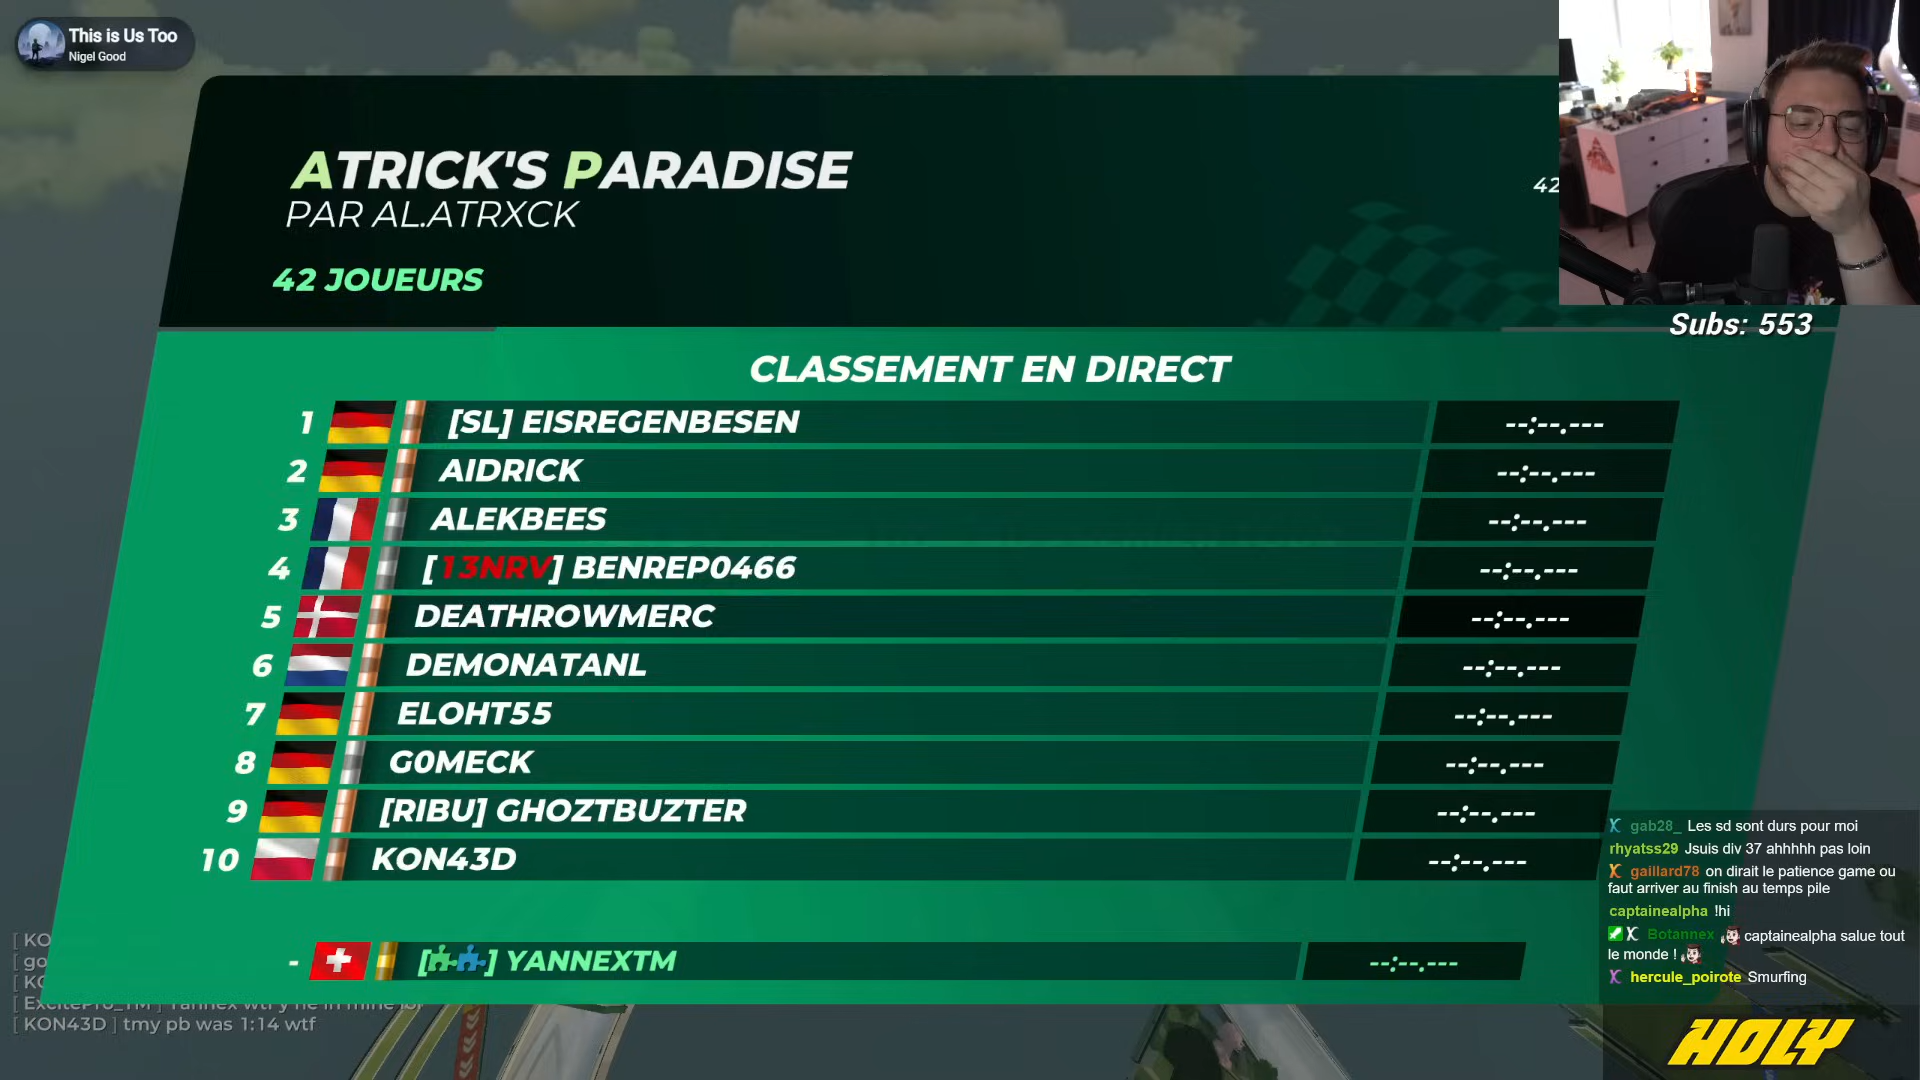 This is Us Too
Nigel Good
ATRICK'S PARADISE
PAR AL.ATRXCK
42
42 JOUEURS
Subs: 553
CLASSEMENT EN DIRECT
1 [SL] EISREGENBESEN --:--.---
2 AIDRICK --:--.---
3 ALEKBEES --:--.---
4 [13NRV] BENREP0466 --:--.---
5 DEATHROWMERC --:--.---
6 DEMONATANL --:--.---
7 ELOHT55 --:--.---
8 G0MECK --:--.---
9 [RIBU] GHOZTBUZTER --:--.---
10 KON43D --:--.---
- [] YANNEXTM --:--.---
[ KO
[ go
[ KO
[ KON43D ] tmy pb was 1:14 wtf
gab28_ Les sd sont durs pour moi
rhyatss29 Jsuis div 37 ahhhhh pas loin
gaillard78 on dirait le patience game ou
faut arriver au finish au temps pile
captainealpha !hi
Botannex captainealpha salue tout
le monde !
hercule_poirote Smurfing
HOLY